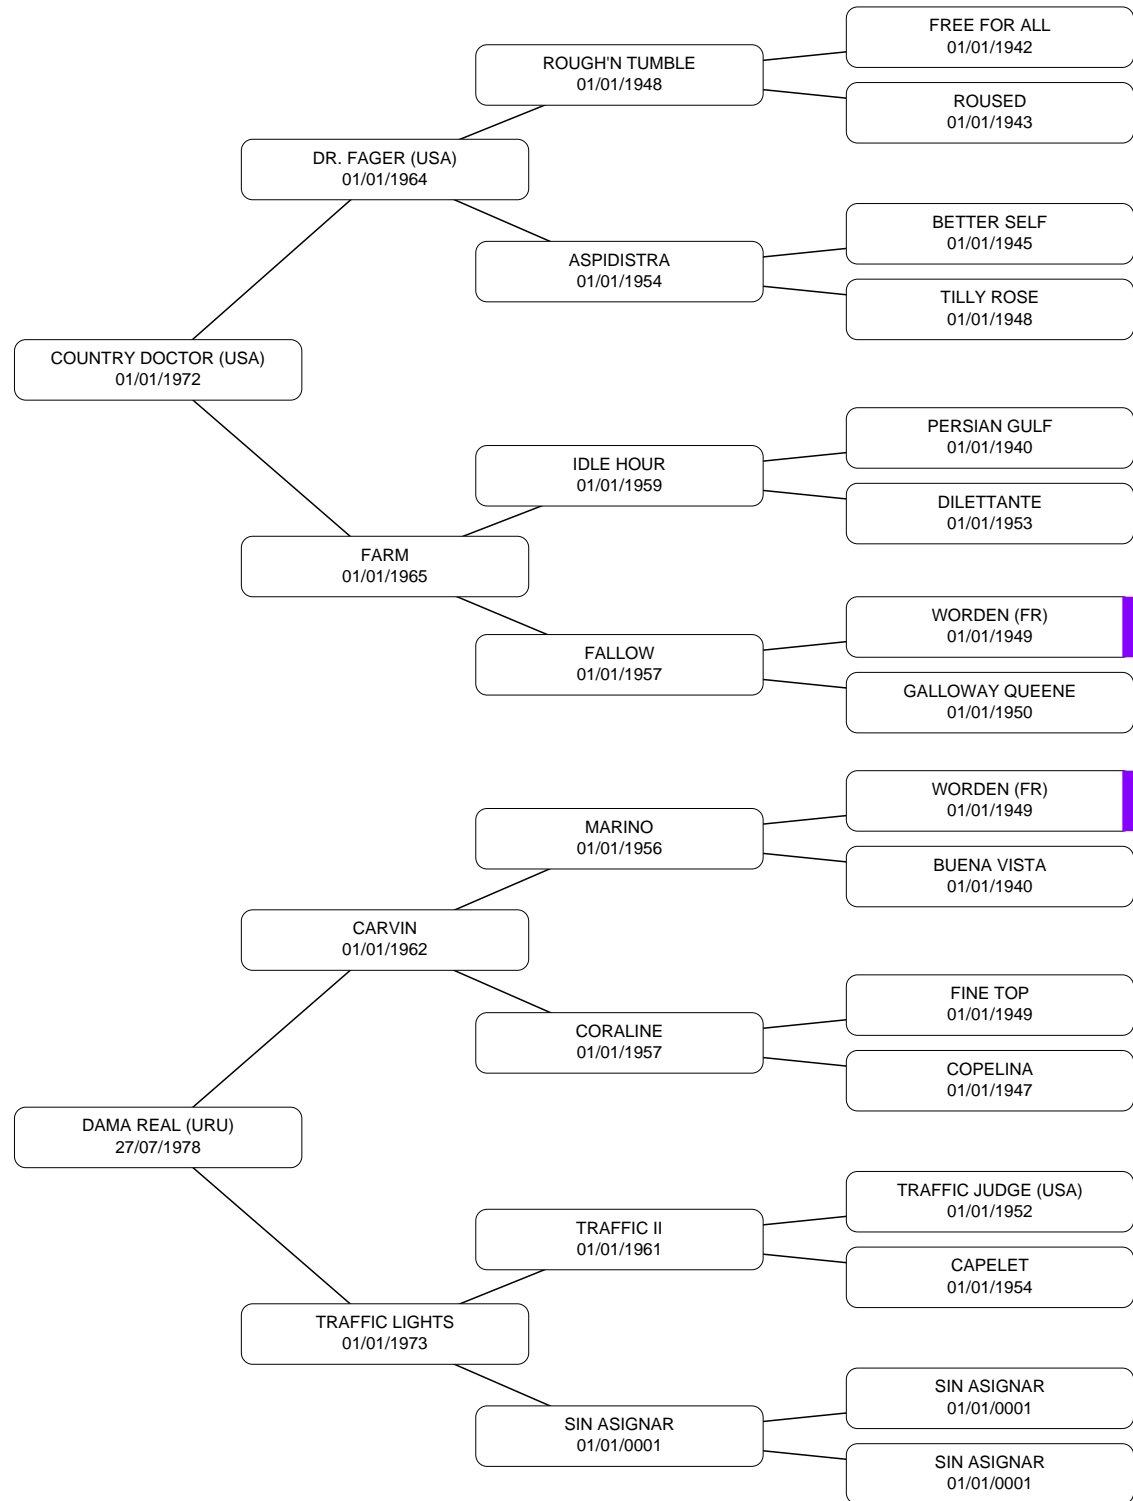 FREE FOR ALL
01/01/1942
ROUGH'N TUMBLE
01/01/1948
ROUSED
01/01/1943
DR. FAGER (USA)
01/01/1964
BETTER SELF
01/01/1945
ASPIDISTRA
01/01/1954
TILLY ROSE
01/01/1948
COUNTRY DOCTOR (USA)
01/01/1972
PERSIAN GULF
01/01/1940
IDLE HOUR
01/01/1959
DILETTANTE
01/01/1953
FARM
01/01/1965
WORDEN (FR)
01/01/1949
FALLOW
01/01/1957
GALLOWAY QUEENE
01/01/1950
WORDEN (FR)
01/01/1949
MARINO
01/01/1956
BUENA VISTA
01/01/1940
CARVIN
01/01/1962
FINE TOP
01/01/1949
CORALINE
01/01/1957
COPELINA
01/01/1947
DAMA REAL (URU)
27/07/1978
TRAFFIC JUDGE (USA)
01/01/1952
TRAFFIC II
01/01/1961
CAPELET
01/01/1954
TRAFFIC LIGHTS
01/01/1973
SIN ASIGNAR
01/01/0001
SIN ASIGNAR
01/01/0001
SIN ASIGNAR
01/01/0001